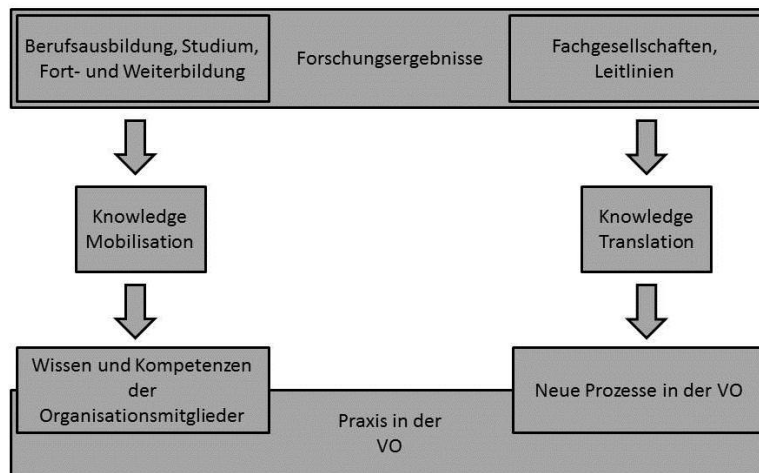 Berufsausbildung, Studium,
Fort- und Weiterbildung
Forschungsergebnisse
Fachgesellschaften,
Leitlinien
Knowledge
Mobilisation
Knowledge
Translation
Wissen und Kompetenzen
der
Organisationsmitglieder
Neue Prozesse in der VO
Praxis in der
VO